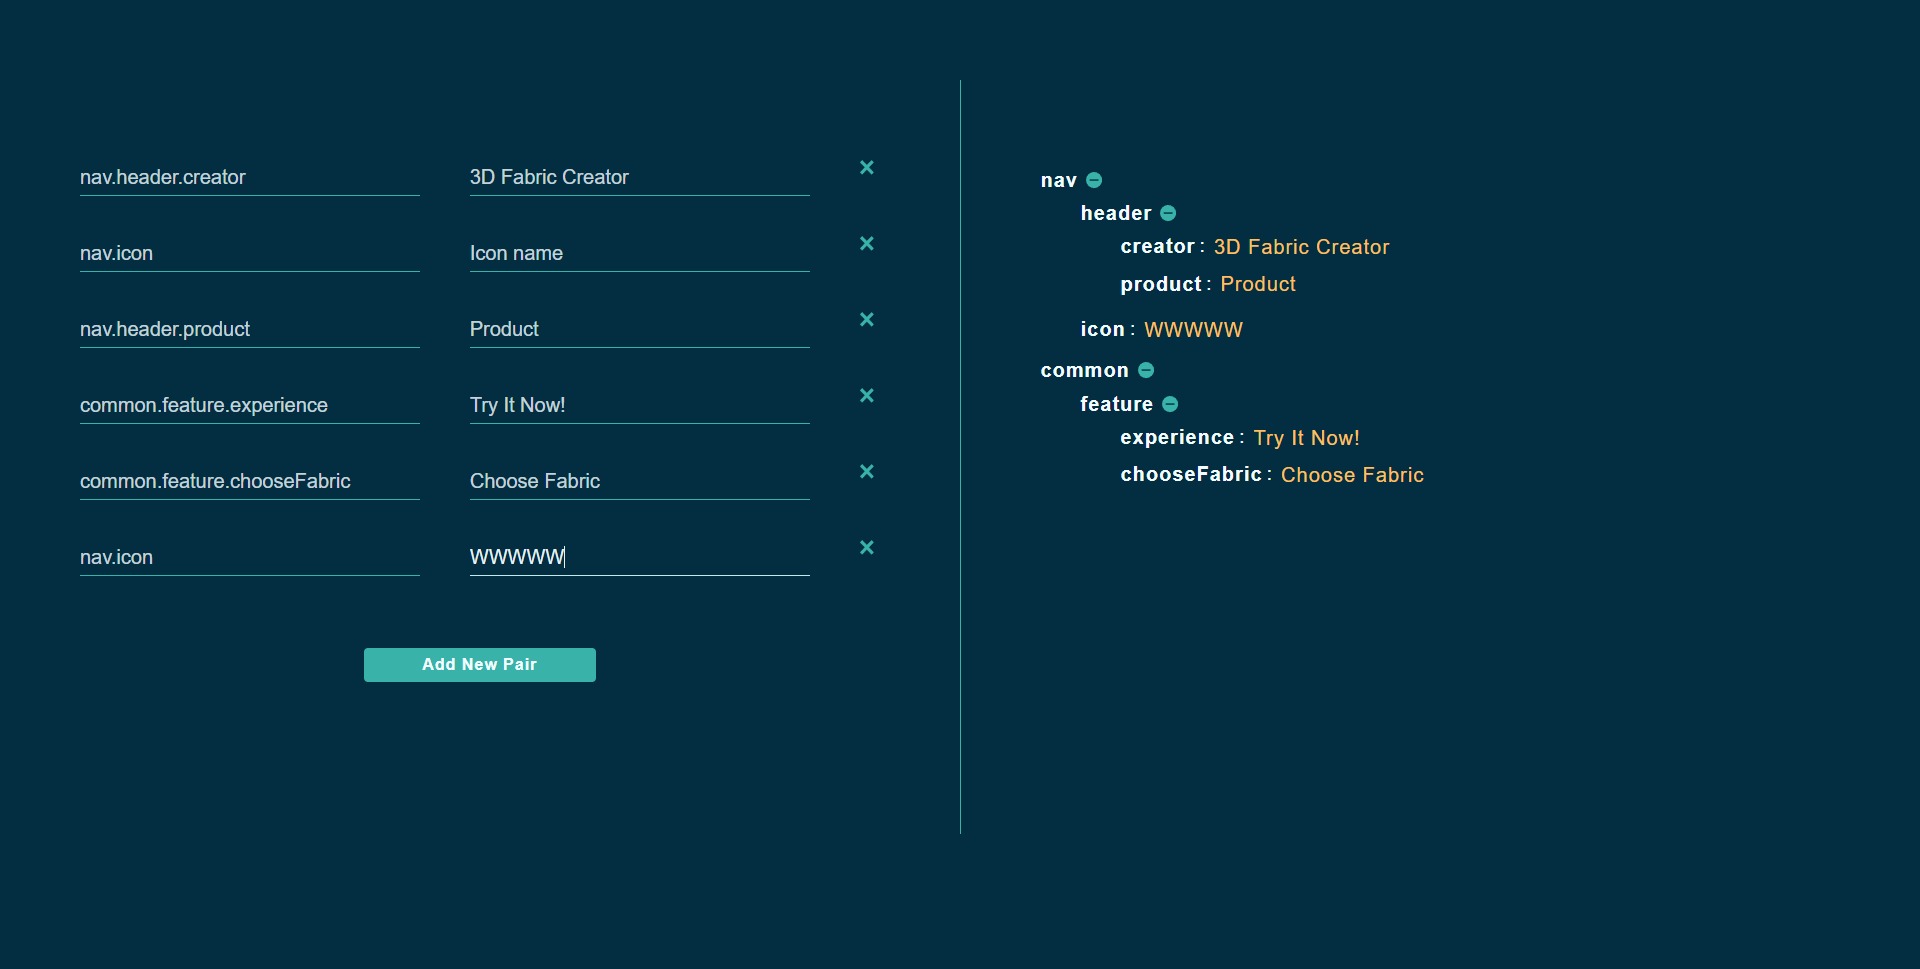 nav.header.creator 3D Fabric Creator
nav.icon Icon name
nav.header.product Product
common.feature.experience Try It Now!
common.feature.chooseFabric Choose Fabric
nav.icon WWWWW
Add New Pair
nav
header
creator : 3D Fabric Creator
product : Product
icon : WWWWW
common
feature
experience : Try It Now!
chooseFabric : Choose Fabric